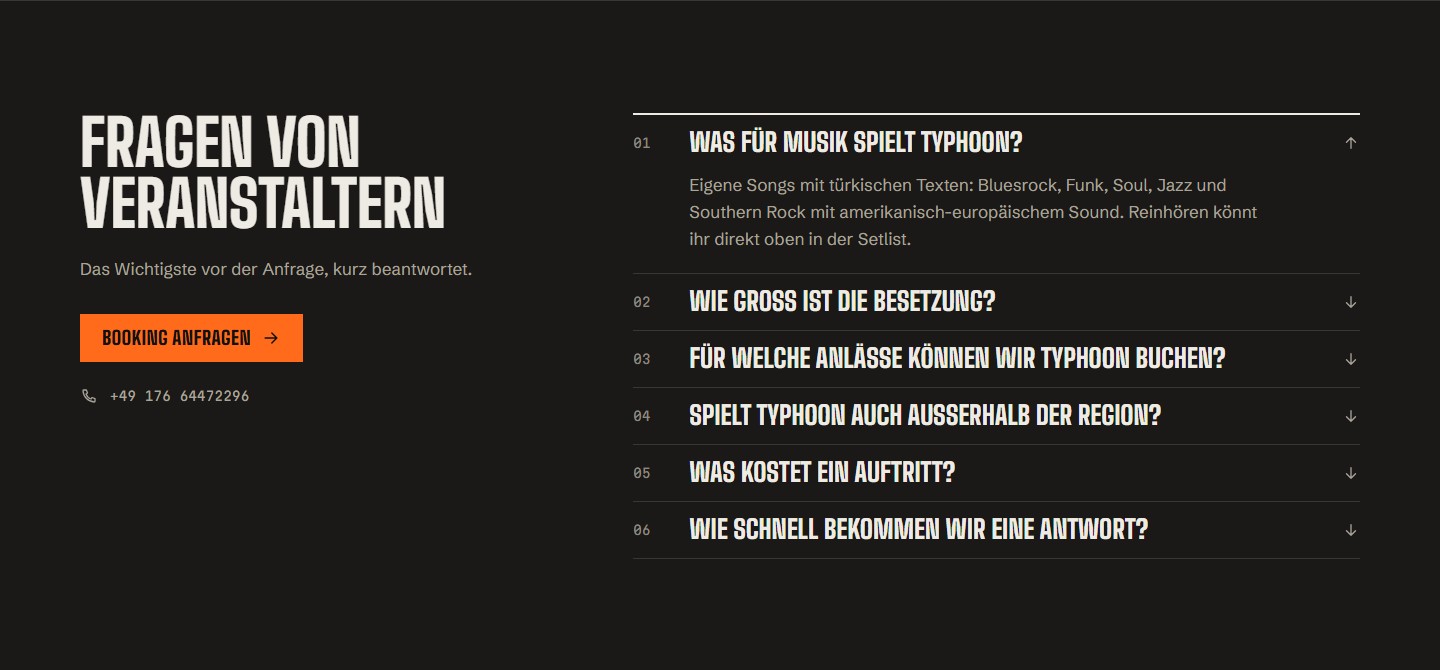 FRAGEN VON
VERANSTALTERN
Das Wichtigste vor der Anfrage, kurz beantwortet.
BOOKING ANFRAGEN →
+49 176 64472296
01 WAS FÜR MUSIK SPIELT TYPHOON? ↑
Eigene Songs mit türkischen Texten: Bluesrock, Funk, Soul, Jazz und
Southern Rock mit amerikanisch-europäischem Sound. Reinhören könnt
ihr direkt oben in der Setlist.
02 WIE GROSS IST DIE BESETZUNG? ↓
03 FÜR WELCHE ANLÄSSE KÖNNEN WIR TYPHOON BUCHEN? ↓
04 SPIELT TYPHOON AUCH AUSSERHALB DER REGION? ↓
05 WAS KOSTET EIN AUFTRITT? ↓
06 WIE SCHNELL BEKOMMEN WIR EINE ANTWORT? ↓